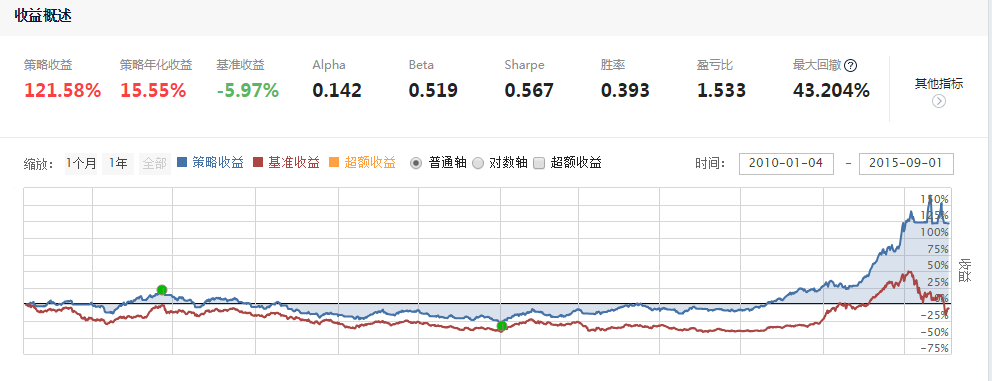 收益概述
策略收益 策略年化收益 基准收益 Alpha Beta Sharpe 胜率 盈亏比 最大回撤 ?
121.58% 15.55% -5.97% 0.142 0.519 0.567 0.393 1.533 43.204%
其他指标
缩放： 1个月 1年 全部 策略收益 基准收益 超额收益 普通轴 对数轴 超额收益 时间： 2010-01-04 - 2015-09-01
150%
125%
100%
75%
50%
25%
0%
-25%
-50%
-75%
收益